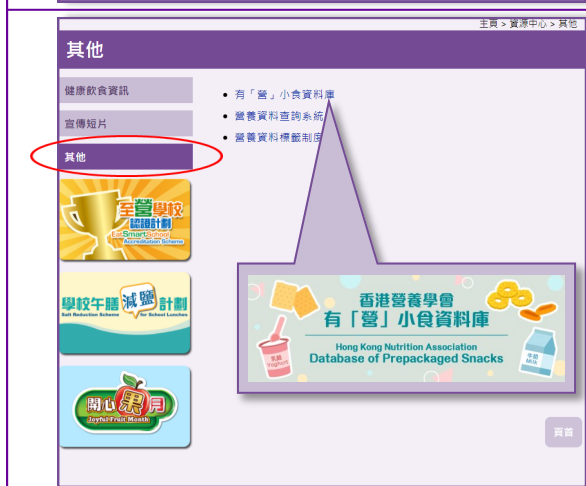 主頁 > 資源中心 > 其他
其他
健康飲食資訊
宣傳短片
其他
有「營」小食資料庫
營養資料查詢系統
營養資料標籤制度
至營學校
認證計劃
EatSmartSchool
Accreditation Scheme
學校午膳減鹽計劃
Salt Reduction Scheme for School Lunches
開心果月
Joyful Fruit Month
香港營養學會
有「營」小食資料庫
Hong Kong Nutrition Association
Database of Prepackaged Snacks
乳酪
Yoghurt
牛奶
Milk
頁首